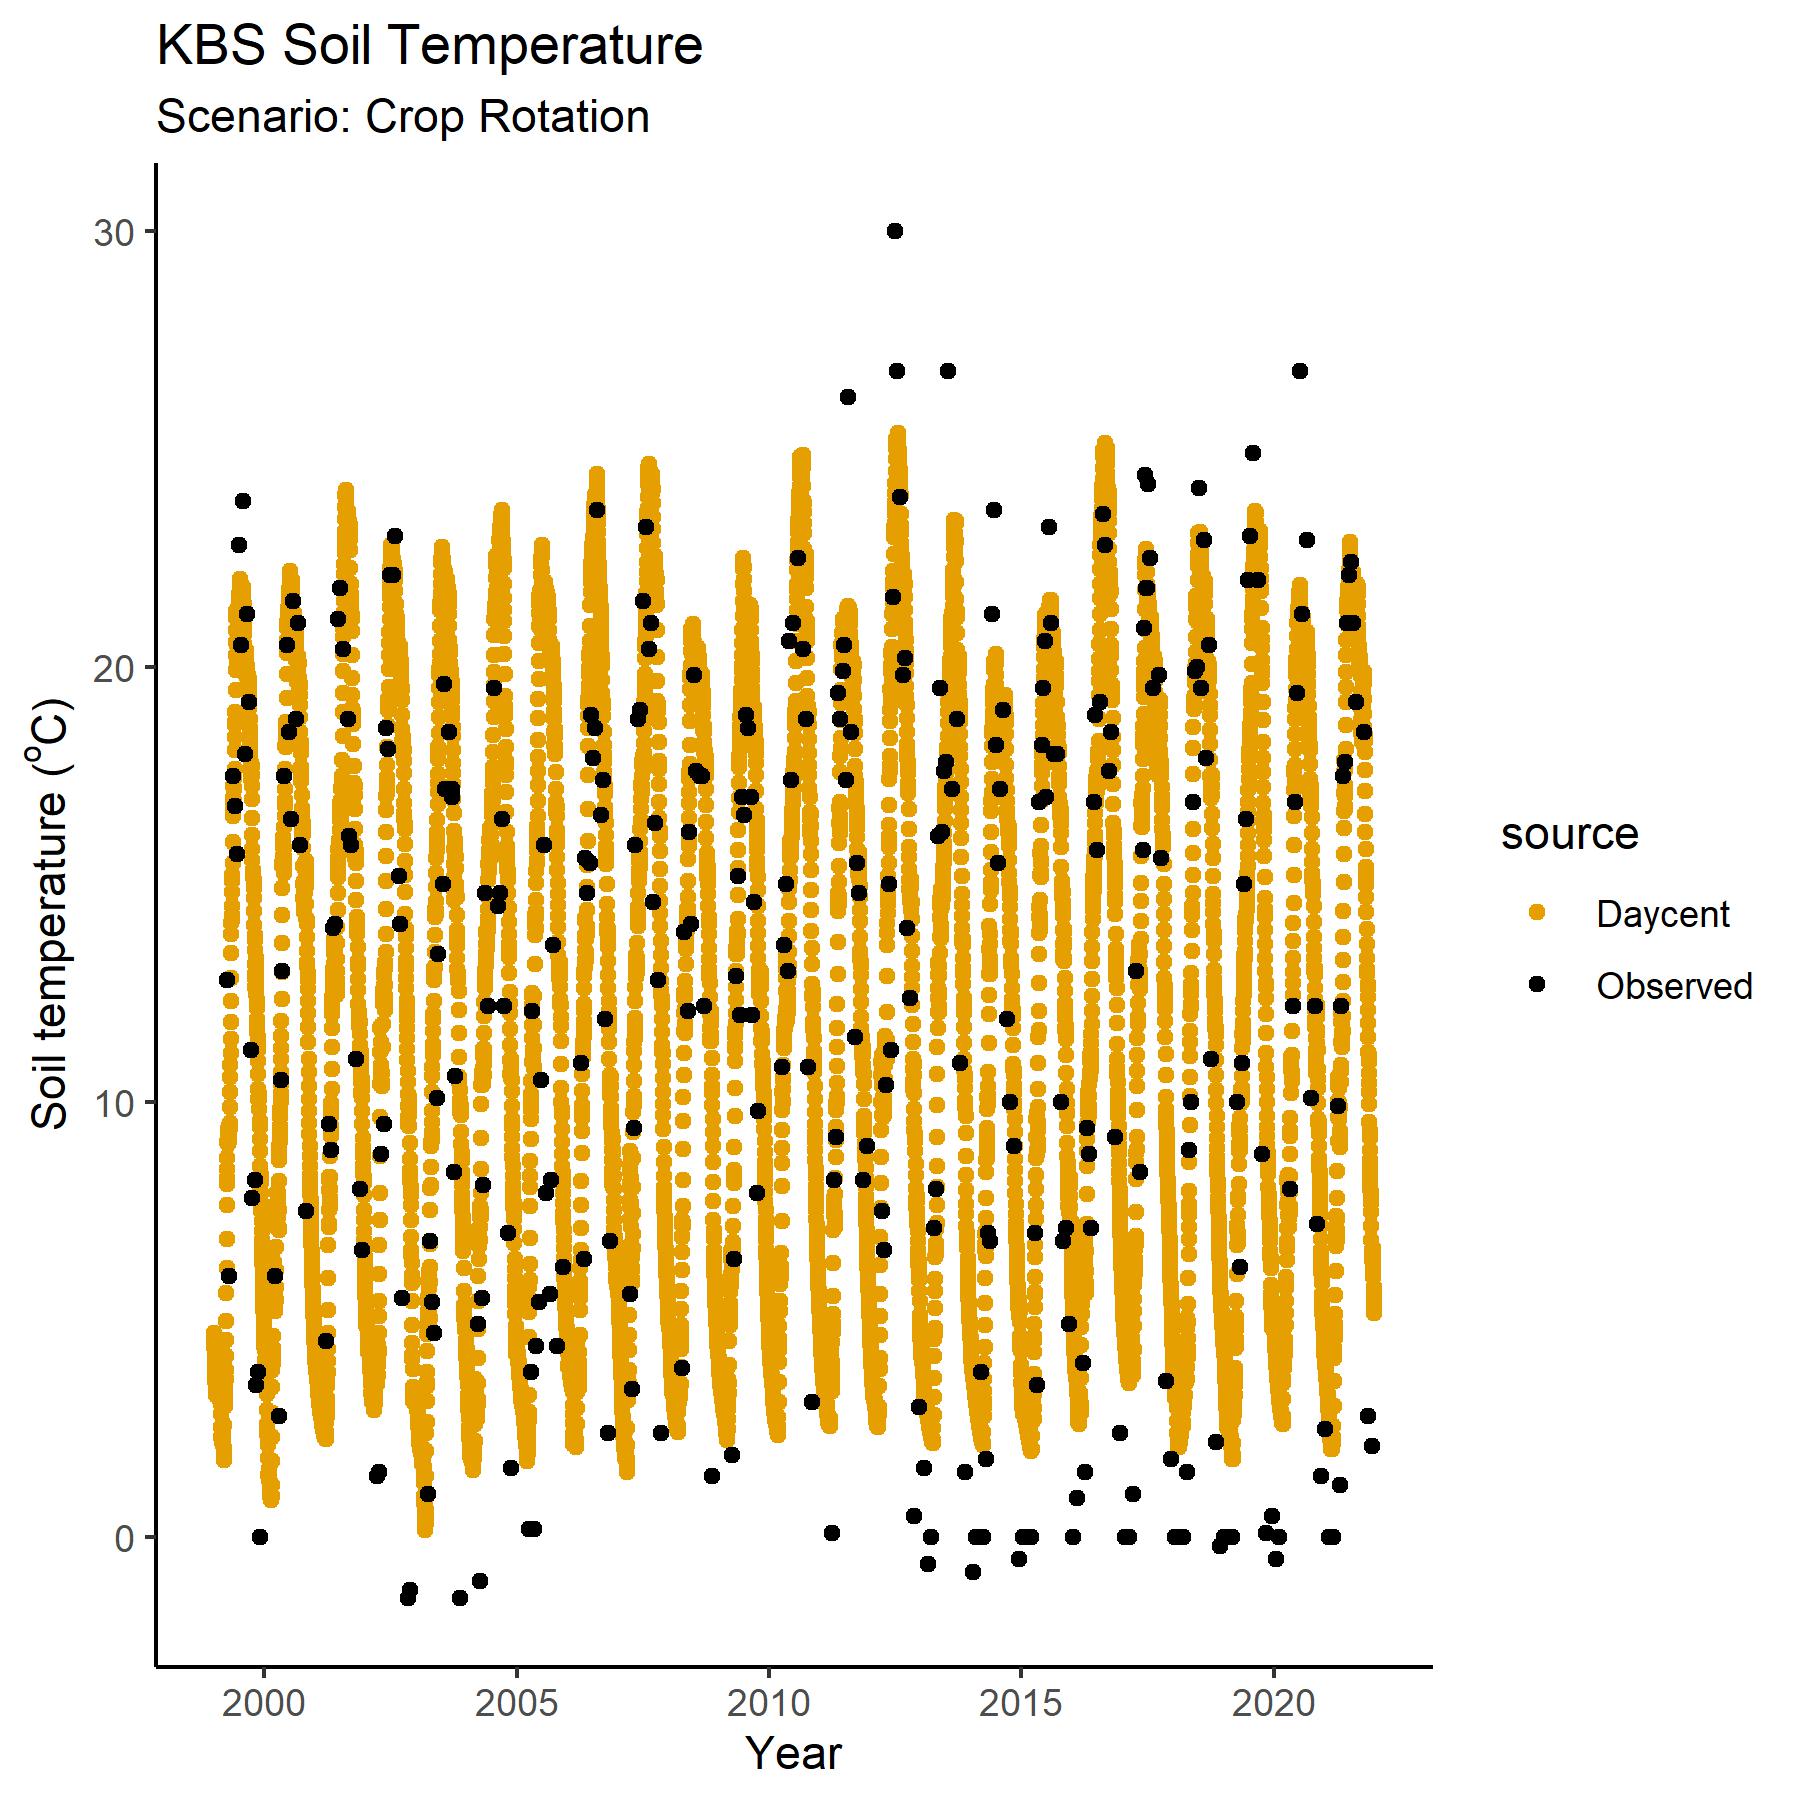 KBS Soil Temperature
Scenario: Crop Rotation
30
20
10
0
Soil temperature (°C)
2000 2005 2010 2015 2020
Year
source
Daycent
Observed